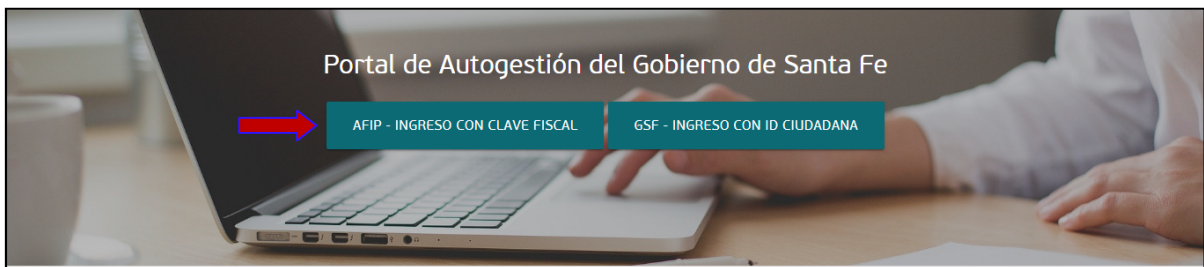 Portal de Autogestión del Gobierno de Santa Fe
AFIP - INGRESO CON CLAVE FISCAL
GSF - INGRESO CON ID CIUDADANA